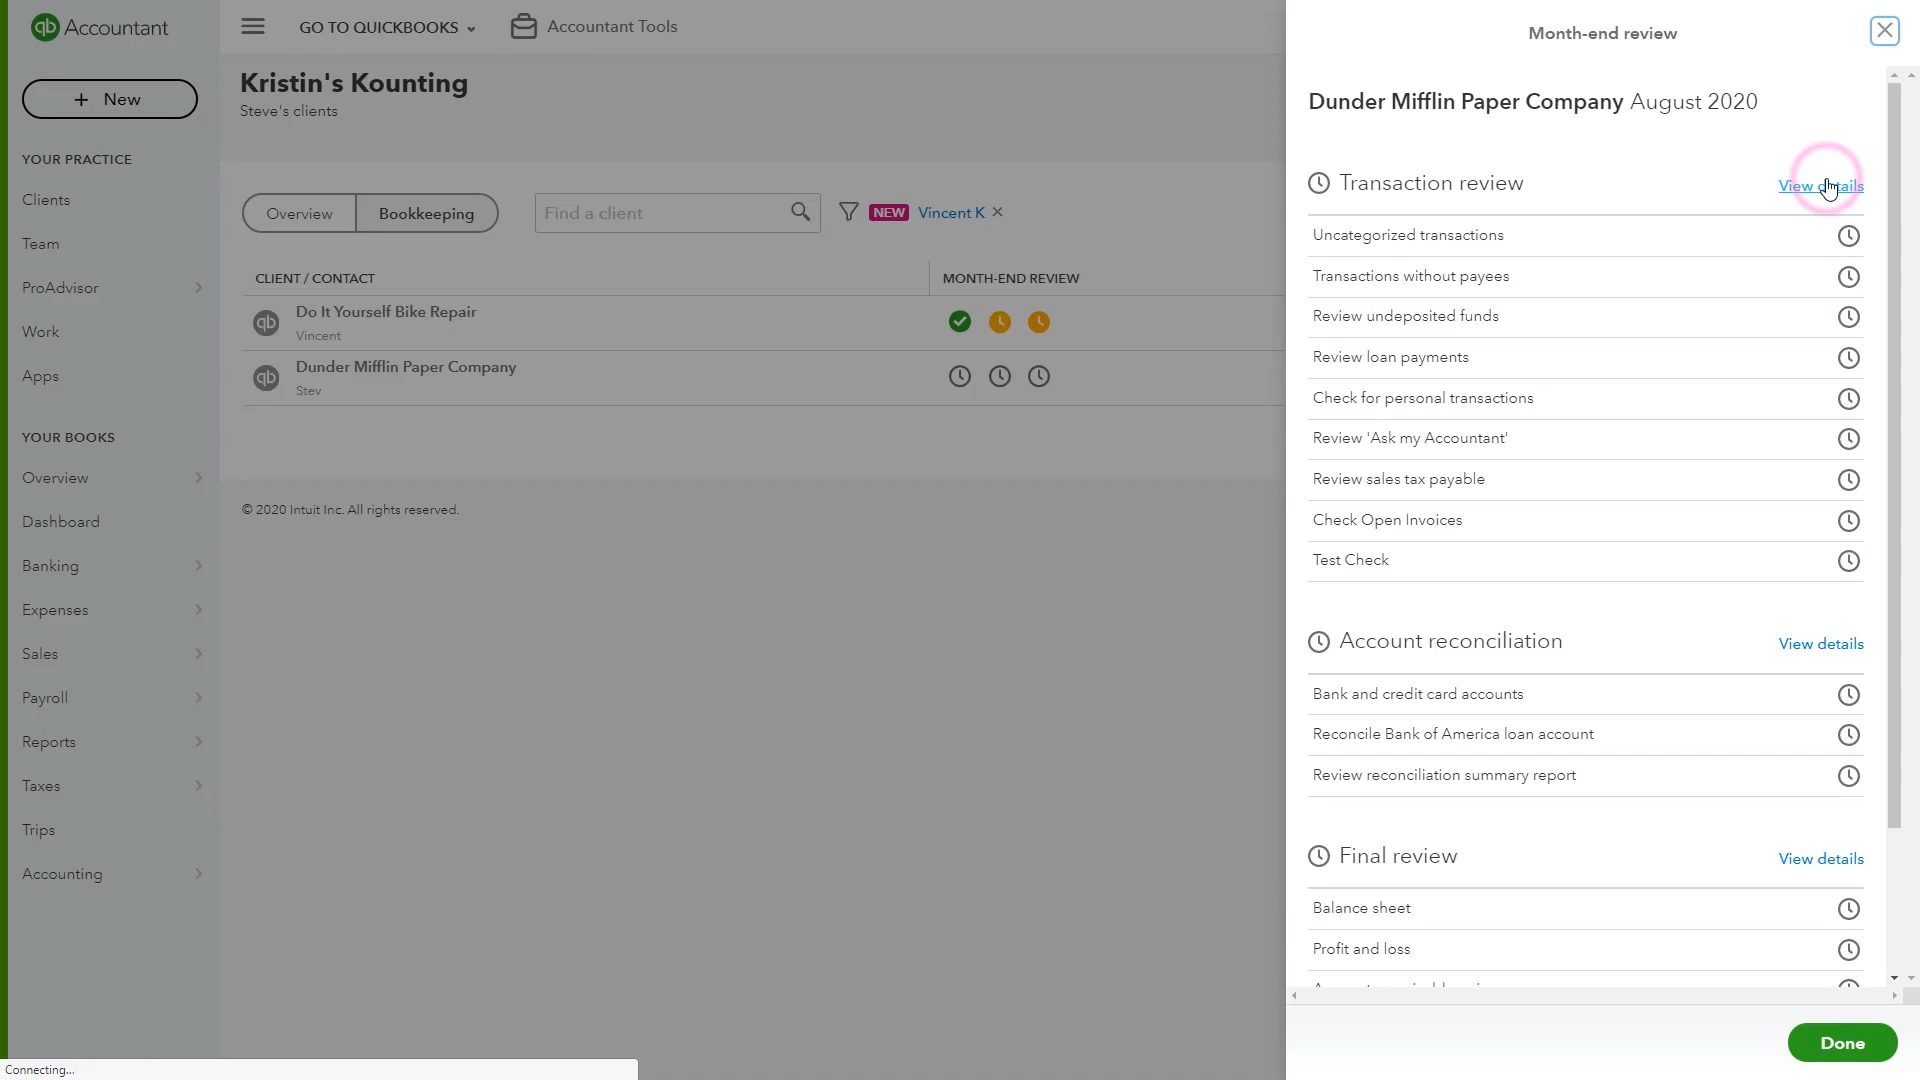 qb Accountant
GO TO QUICKBOOKS
Accountant Tools
Month-end review
+ New
Kristin's Kounting
Steve's clients
YOUR PRACTICE
Clients
Team
ProAdvisor
Work
Apps
YOUR BOOKS
Overview
Dashboard
Banking
Expenses
Sales
Payroll
Reports
Taxes
Trips
Accounting
Overview
Bookkeeping
Find a client
NEW Vincent K
CLIENT / CONTACT
MONTH-END REVIEW
qb Do It Yourself Bike Repair
Vincent
qb Dunder Mifflin Paper Company
Stev
© 2020 Intuit Inc. All rights reserved.
Dunder Mifflin Paper Company August 2020
Transaction review
View details
Uncategorized transactions
Transactions without payees
Review undeposited funds
Review loan payments
Check for personal transactions
Review 'Ask my Accountant'
Review sales tax payable
Check Open Invoices
Test Check
Account reconciliation
View details
Bank and credit card accounts
Reconcile Bank of America loan account
Review reconciliation summary report
Final review
View details
Balance sheet
Profit and loss
Done
Connecting...